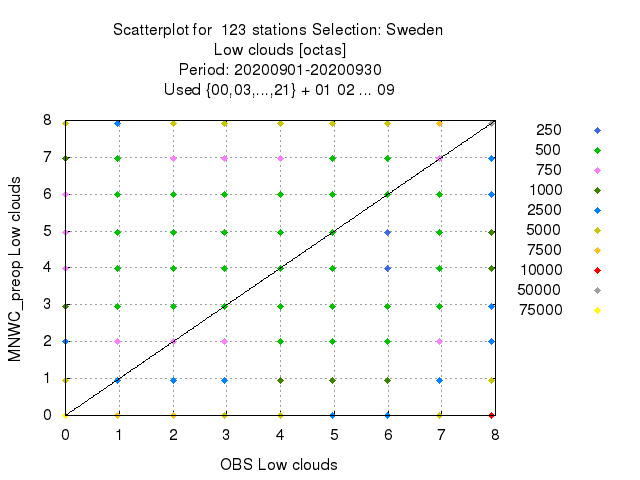 Scatterplot for 123 stations Selection: Sweden
Low clouds [octas]
Period: 20200901-20200930
Used {00,03,...,21} + 01 02 ... 09
8
7
6
5
4
3
2
1
0
MNWC_preop Low clouds
0 1 2 3 4 5 6 7 8
OBS Low clouds
250
500
750
1000
2500
5000
7500
10000
50000
75000